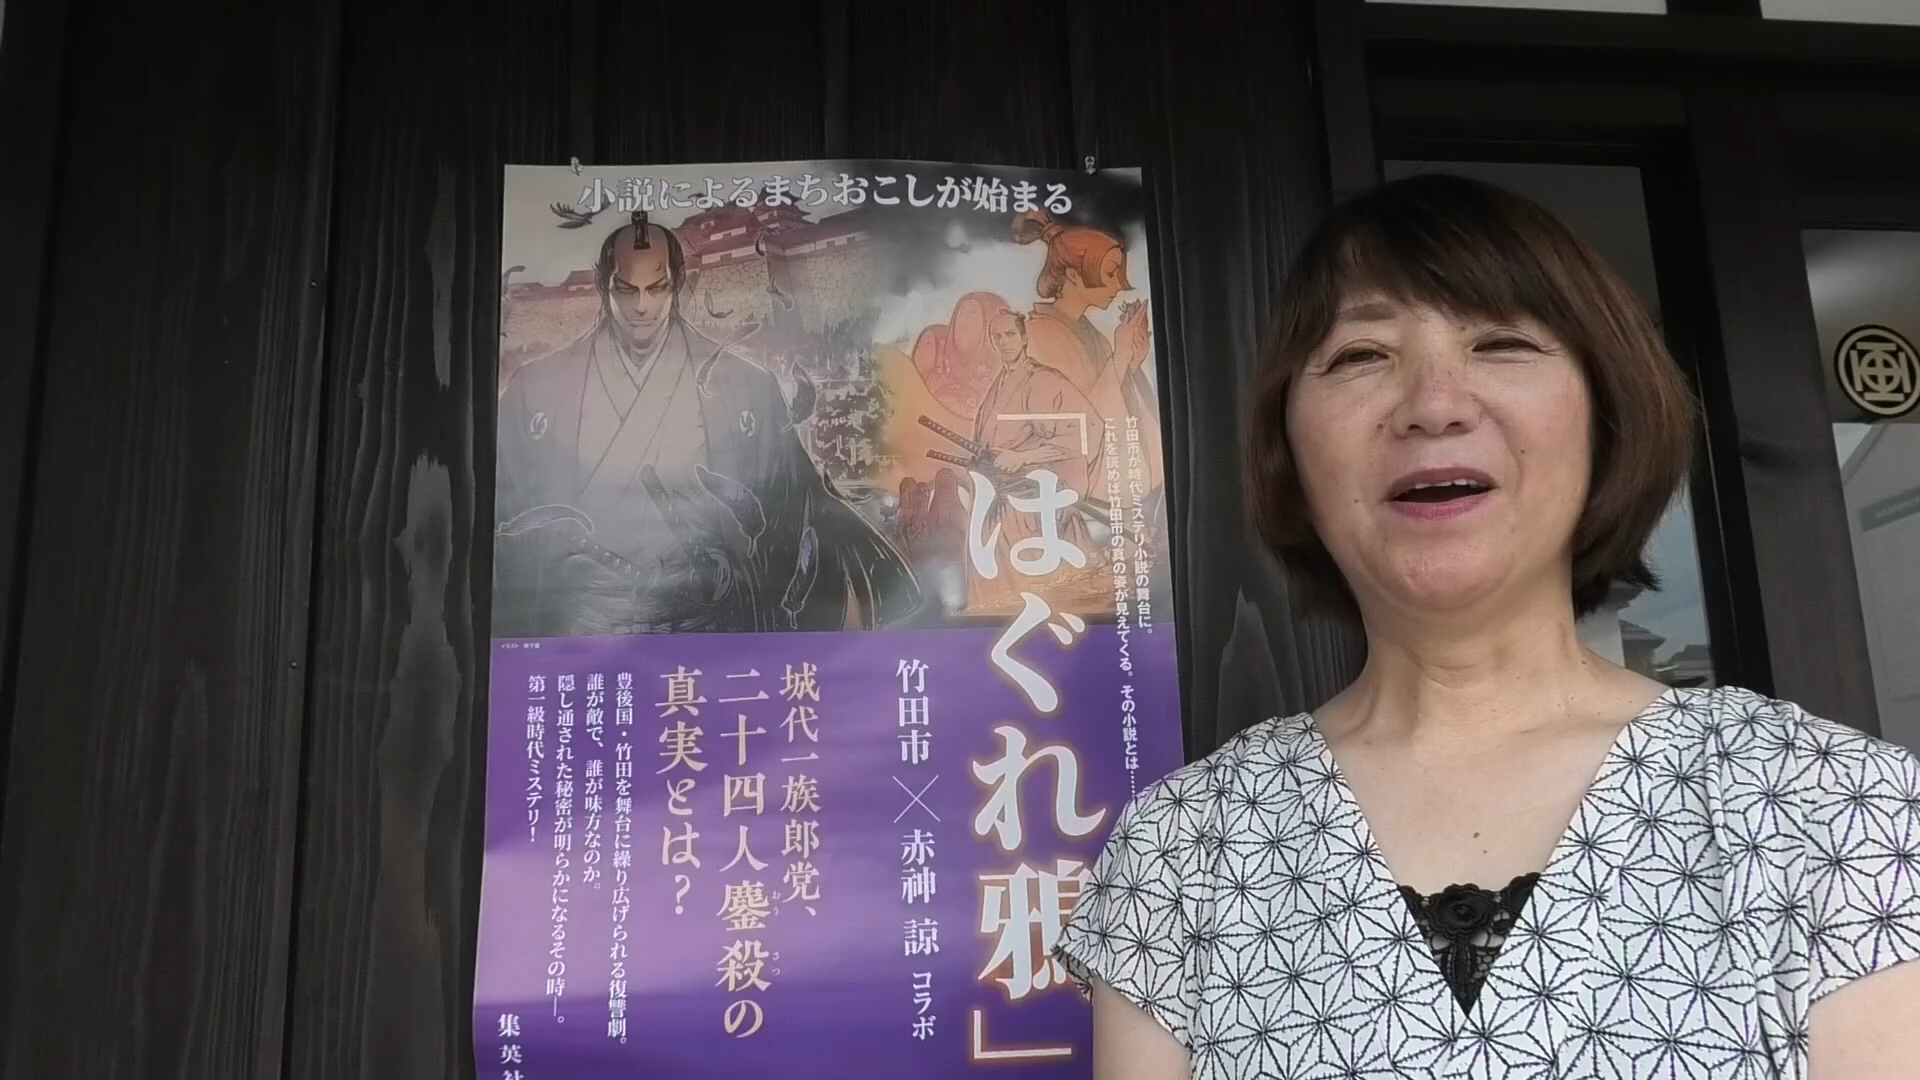 小説によるまちおこしが始まる
竹田市が時代ミステリ小説の舞台に。
これを読めば竹田市の真の姿が見えてくる。その小説とは……
「はぐれ鴉」
竹田市×赤神 諒 コラボ
城代一族郎党、
二十四人鏖殺の
おうさつ
真実とは?
豊後国・竹田を舞台に繰り広げられる復讐劇。
誰が敵で、誰が味方なのか。
隠し通された秘密が明らかになるその時―。
第一級時代ミステリ!
集英社